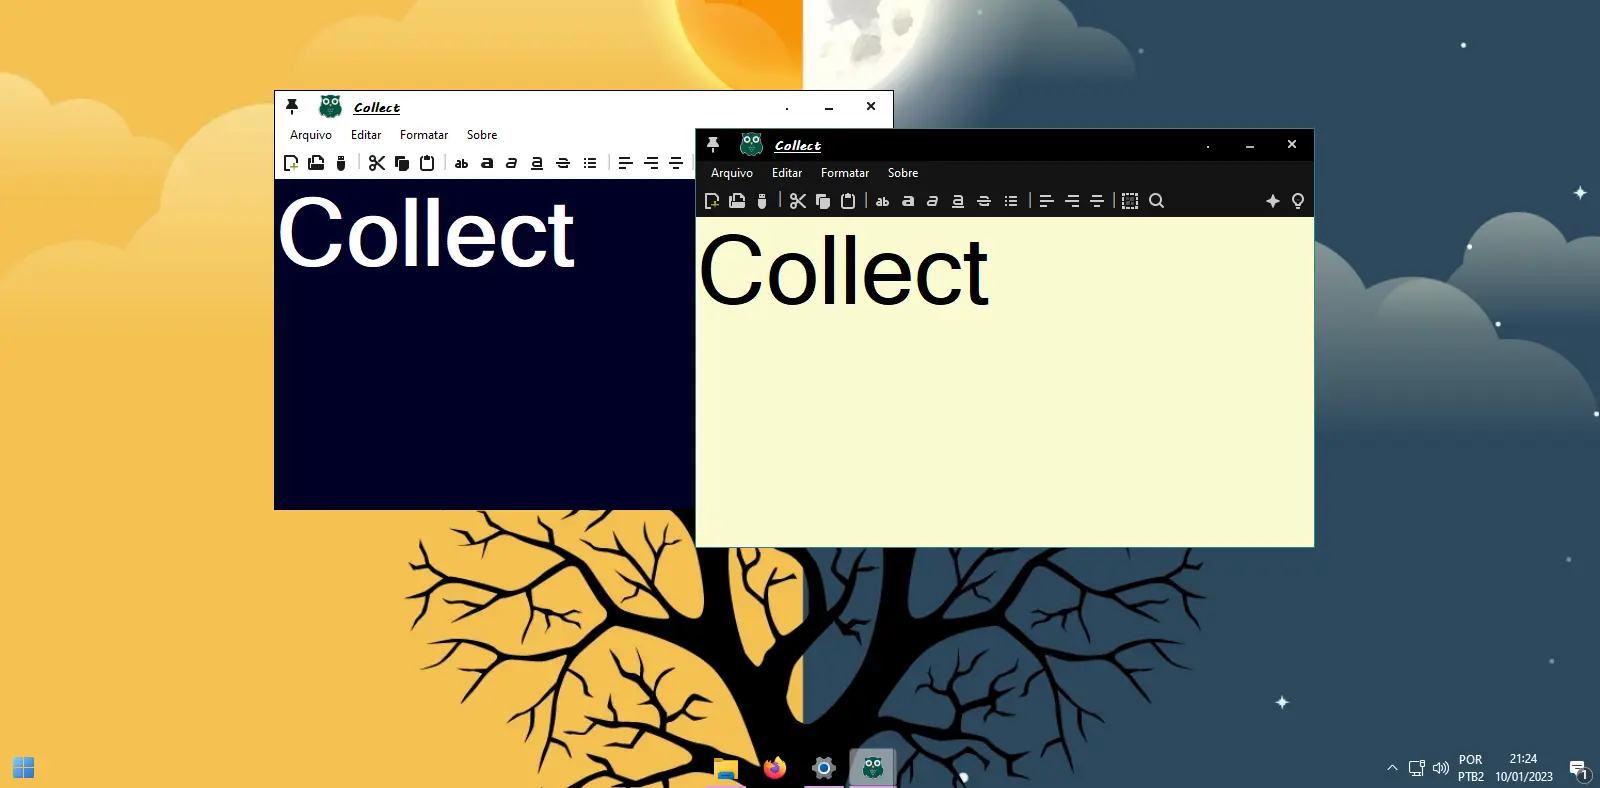 Collect
Arquivo Editar Formatar Sobre
ab a a a
Collect
Collect
Arquivo Editar Formatar Sobre
ab a a a
Collect
POR
PTB2
21:24
10/01/2023
1